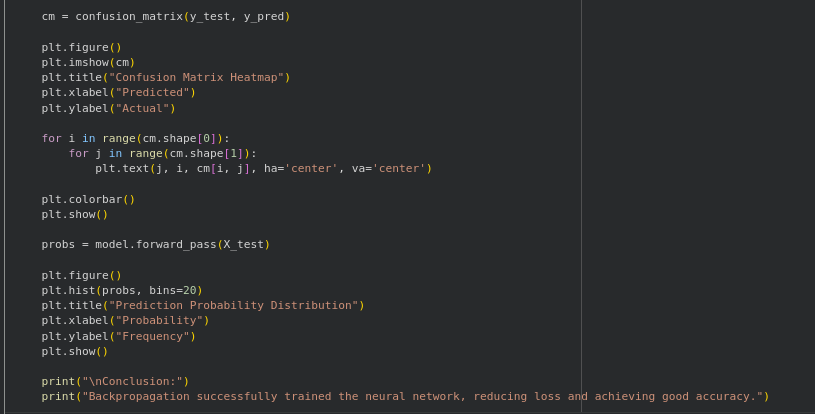 cm = confusion_matrix(y_test, y_pred)
plt.figure()
plt.imshow(cm)
plt.title("Confusion Matrix Heatmap")
plt.xlabel("Predicted")
plt.ylabel("Actual")
for i in range(cm.shape[0]):
    for j in range(cm.shape[1]):
        plt.text(j, i, cm[i, j], ha='center', va='center')
plt.colorbar()
plt.show()
probs = model.forward_pass(X_test)
plt.figure()
plt.hist(probs, bins=20)
plt.title("Prediction Probability Distribution")
plt.xlabel("Probability")
plt.ylabel("Frequency")
plt.show()
print("\nConclusion:")
print("Backpropagation successfully trained the neural network, reducing loss and achieving good accuracy.")